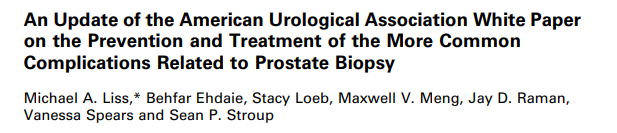 An Update of the American Urological Association White Paper
on the Prevention and Treatment of the More Common
Complications Related to Prostate Biopsy
Michael A. Liss,* Behfar Ehdaie, Stacy Loeb, Maxwell V. Meng, Jay D. Raman,
Vanessa Spears and Sean P. Stroup